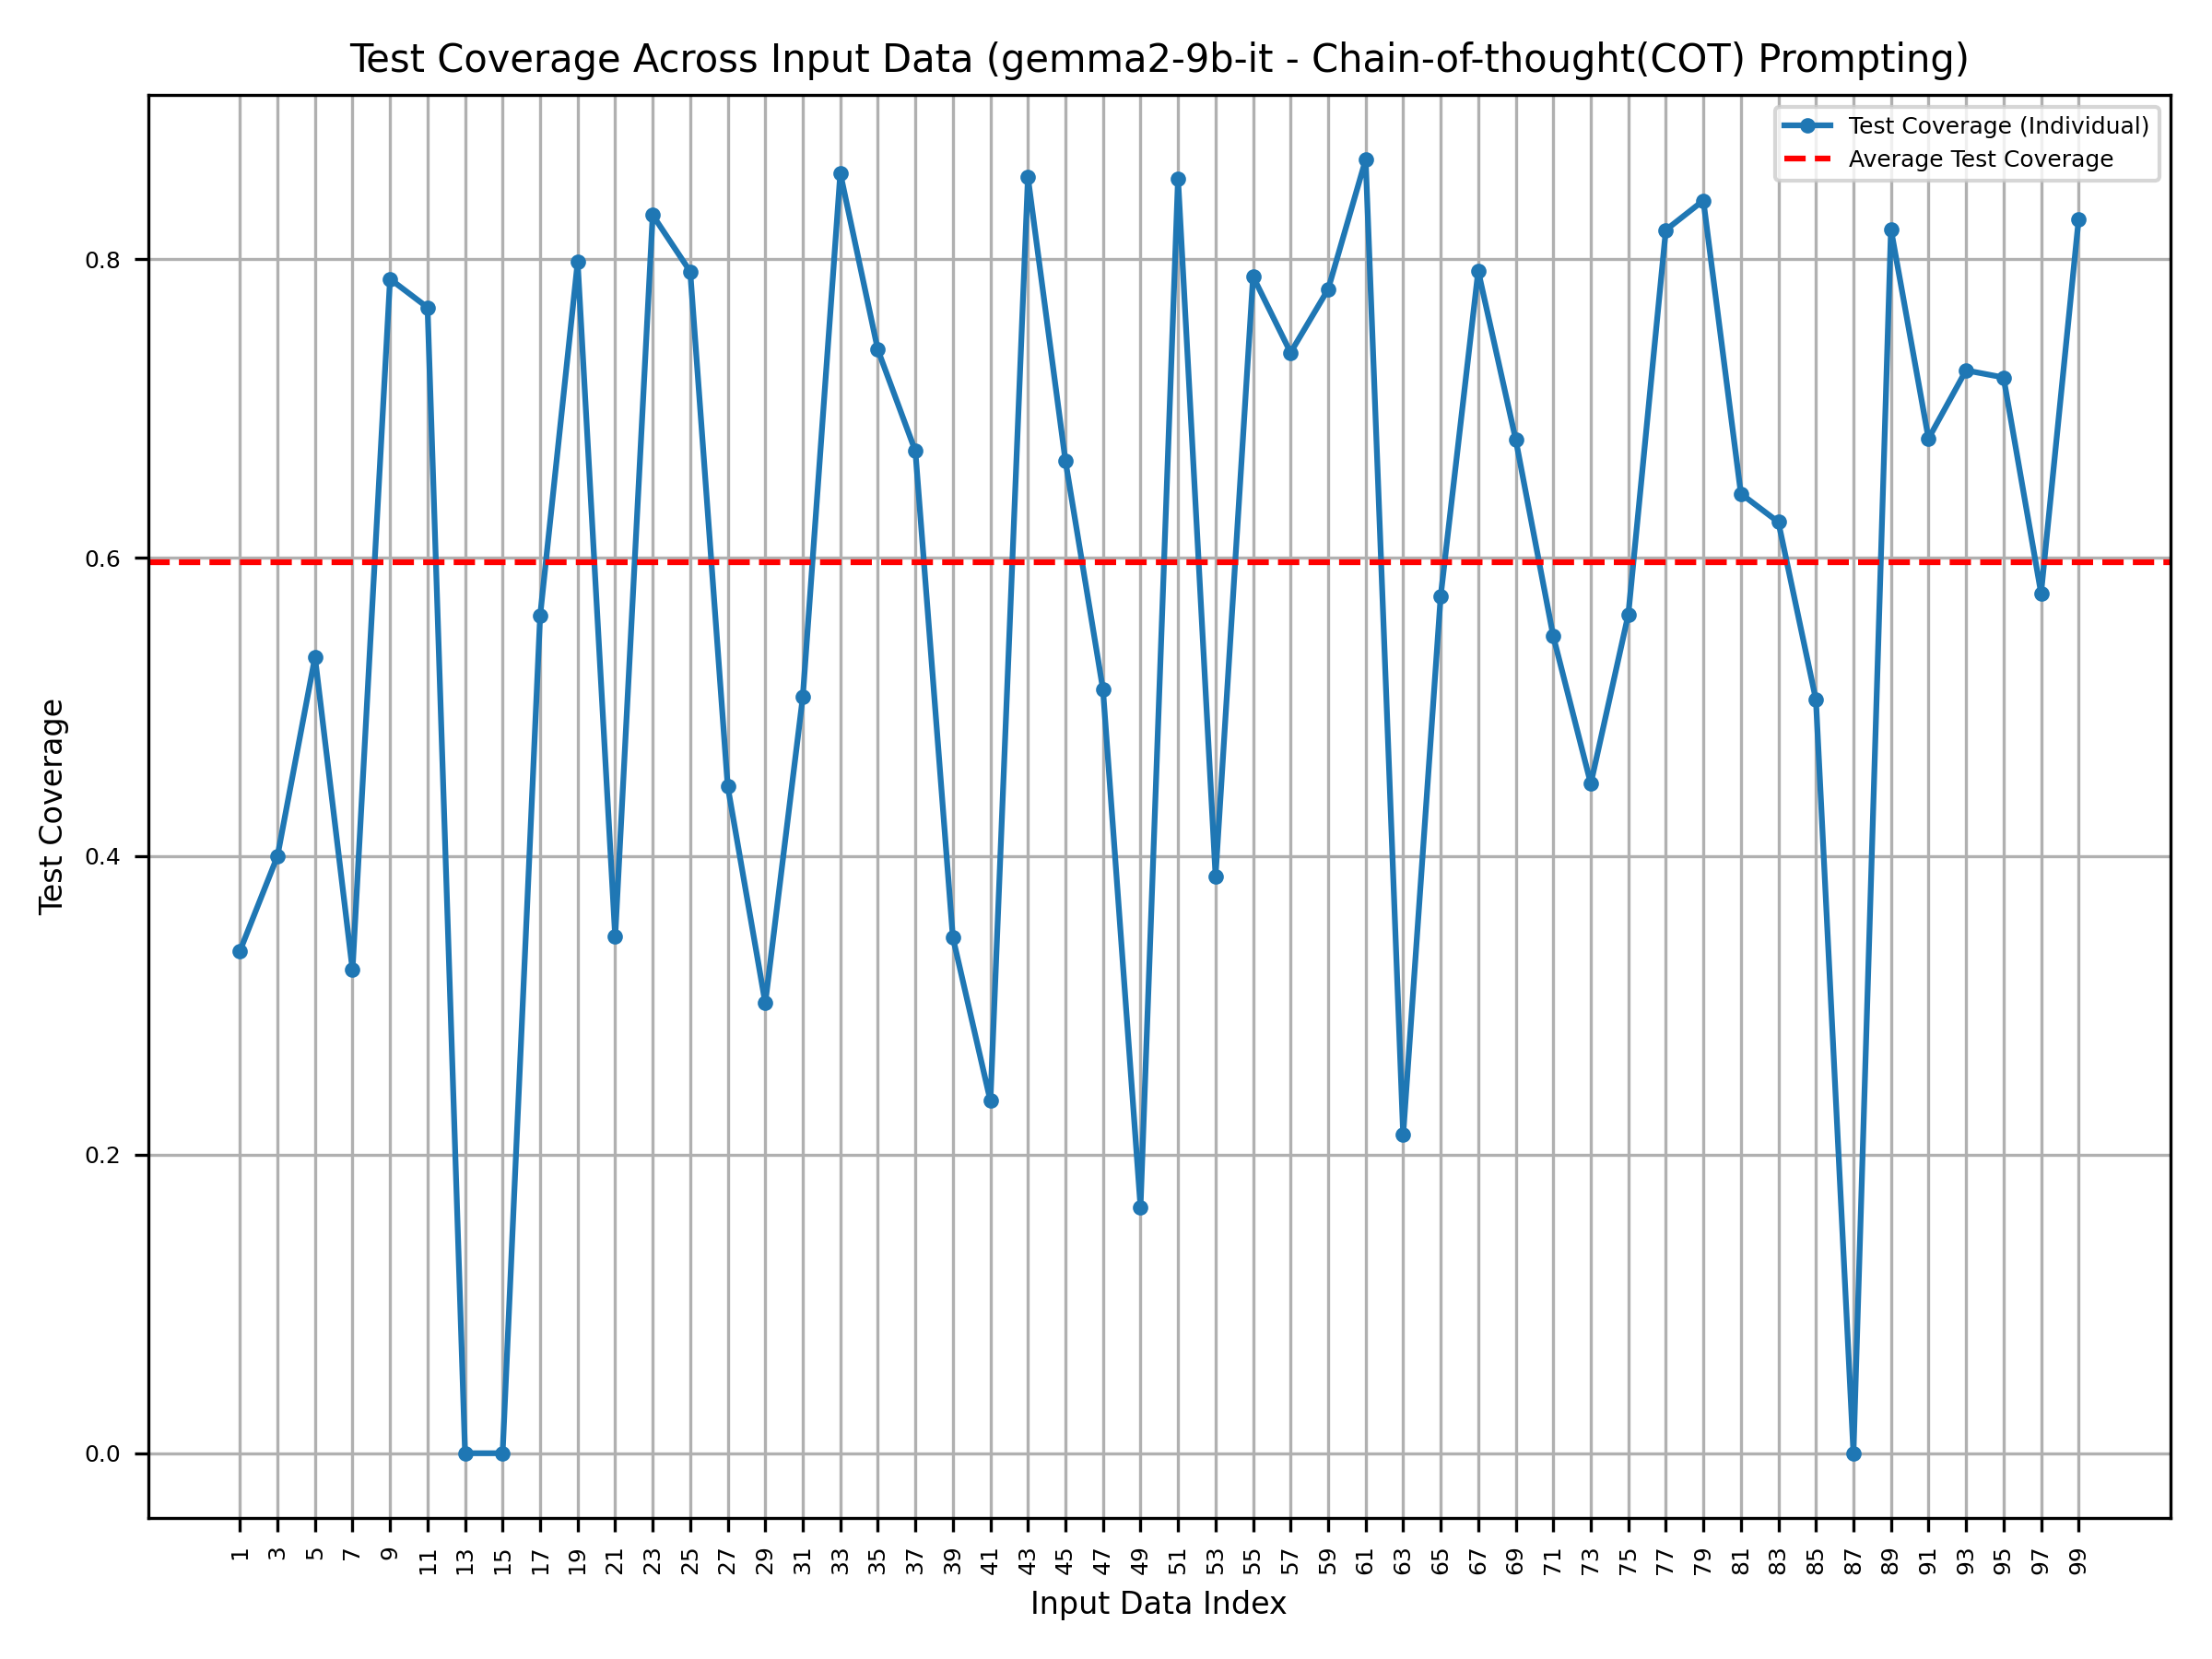 Test Coverage Across Input Data (gemma2-9b-it - Chain-of-thought(COT) Prompting)
Test Coverage (Individual)
Average Test Coverage
Test Coverage
0.8
0.6
0.4
0.2
0.0
1 3 5 7 9 11 13 15 17 19 21 23 25 27 29 31 33 35 37 39 41 43 45 47 49 51 53 55 57 59 61 63 65 67 69 71 73 75 77 79 81 83 85 87 89 91 93 95 97 99
Input Data Index